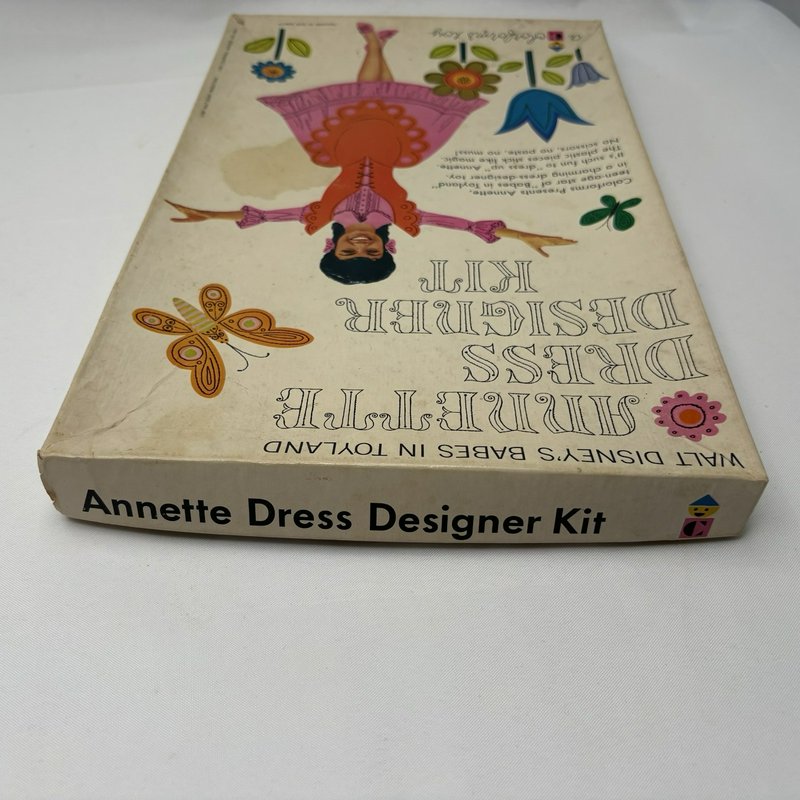 WALT DISNEY'S BABES IN TOYLAND
ANNETTE
DRESS
DESIGNER
KIT
Colorforms Presents Annette,
teen-age star of "Babes in Toyland"
in a charming dress-designer toy.
It's such fun to "dress up" Annette.
The plastic pieces stick like magic.
No scissors, no paste, no muss!
a colorforms toy
Annette Dress Designer Kit
C